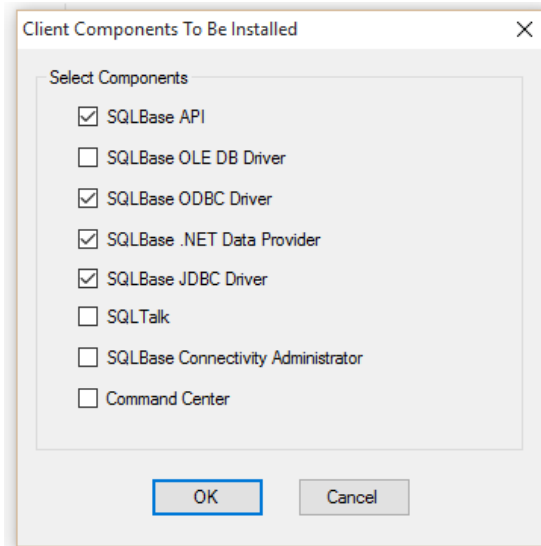 Client Components To Be Installed
Select Components
SQLBase API
SQLBase OLE DB Driver
SQLBase ODBC Driver
SQLBase .NET Data Provider
SQLBase JDBC Driver
SQLTalk
SQLBase Connectivity Administrator
Command Center
OK Cancel